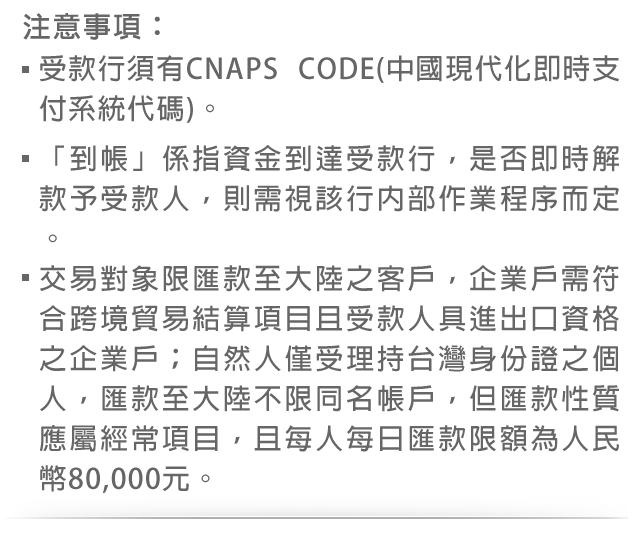 注意事項：
▪ 受款行須有CNAPS CODE(中國現代化即時支
付系統代碼)。
▪ 「到帳」係指資金到達受款行，是否即時解
款予受款人，則需視該行內部作業程序而定
。
▪ 交易對象限匯款至大陸之客戶，企業戶需符
合跨境貿易結算項目且受款人具進出口資格
之企業戶；自然人僅受理持台灣身份證之個
人，匯款至大陸不限同名帳戶，但匯款性質
應屬經常項目，且每人每日匯款限額為人民
幣80,000元。